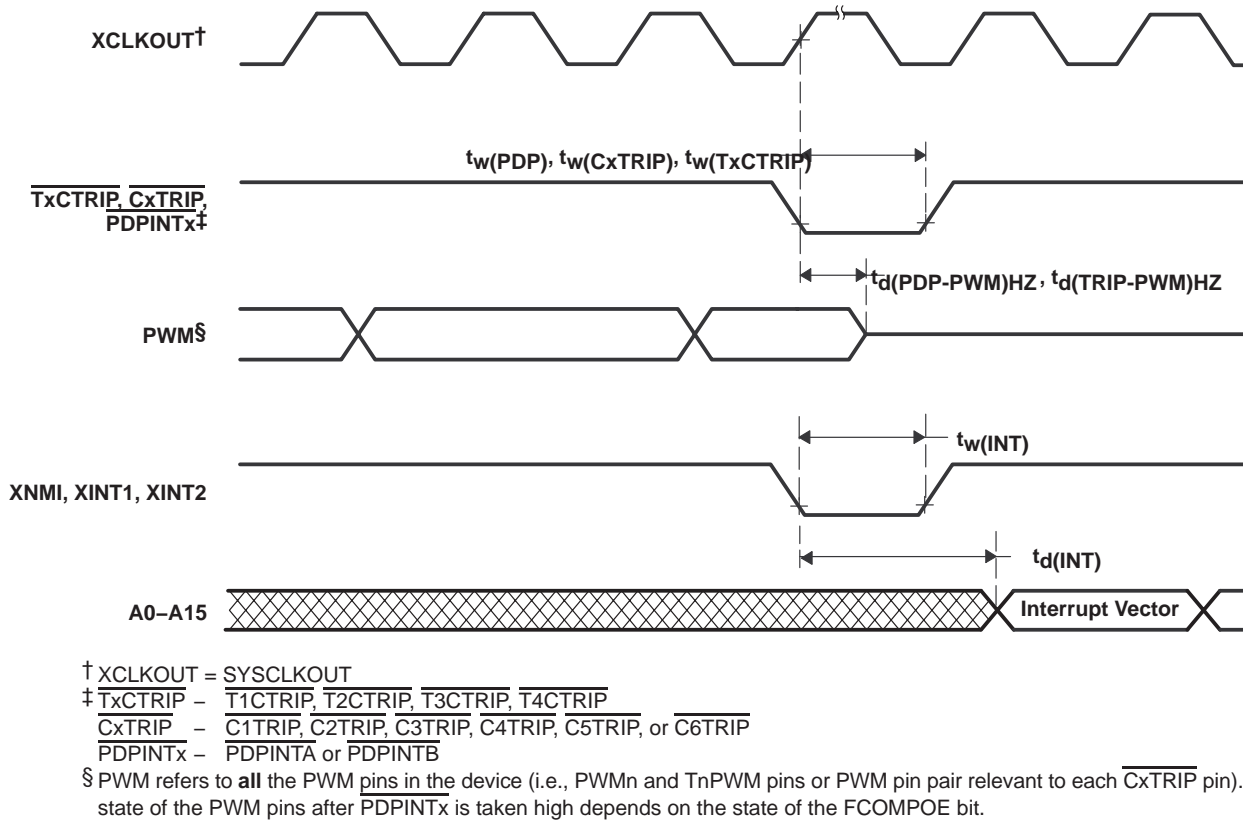 XCLKOUT†
tw(PDP), tw(CxTRIP), tw(TxCTRIP)
TxCTRIP, CxTRIP,
PDPINTx‡
td(PDP-PWM)HZ, td(TRIP-PWM)HZ
PWM§
tw(INT)
XNMI, XINT1, XINT2
td(INT)
A0–A15
Interrupt Vector
† XCLKOUT = SYSCLKOUT
‡ TxCTRIP – T1CTRIP, T2CTRIP, T3CTRIP, T4CTRIP
CxTRIP – C1TRIP, C2TRIP, C3TRIP, C4TRIP, C5TRIP, or C6TRIP
PDPINTx – PDPINTA or PDPINTB
§ PWM refers to all the PWM pins in the device (i.e., PWMn and TnPWM pins or PWM pin pair relevant to each CxTRIP pin).
state of the PWM pins after PDPINTx is taken high depends on the state of the FCOMPOE bit.